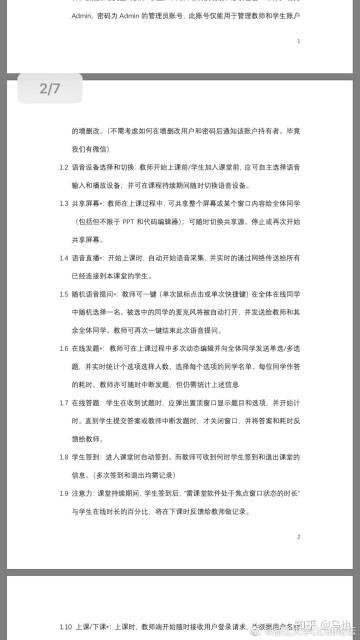 Admin，密码为 Admin 的管理员账号，此账号仅能用于管理教师和学生账户
1
2/7
的增删改。（不需考虑如何在增删改用户和密码后通知该账户持有者。毕竟
我们有微信）
1.2 语音设备选择和切换：教师开始上课前/学生加入课堂前，应可自主选择语音
输入和播放设备；并可在课程持续期间随时切换语音设备。
1.3 共享屏幕*：教师在上课过程中，可共享整个屏幕或某个窗口内容给全体同学
（包括但不限于 PPT 和代码编辑器）；可随时切换共享源、停止或再次开始
共享屏幕。
1.4 语音直播*：开始上课时，自动开始语音采集，并实时的通过网络传送给所有
已经连接到本课堂的学生。
1.5 随机语音提问*：教师可一键（单次鼠标点击或单次快捷键）在全体在线同学
中随机选择一名。被选中的同学的麦克风将被自动打开，并发送给教师和其
余全体同学。教师可再次一键结束此次语音提问。
1.6 在线发题*：教师可在上课过程中多次动态编辑并向全体同学发送单选/多选
题，并实时统计个选项选择人数、选择每个选项的同学名单、每位同学作答
的耗时。教师亦可随时中断发题，但仍需统计上述信息
1.7 在线答题：学生在收到试题时，应弹出置顶窗口显示题目和选项，并开始计
时。直到学生提交答案或教师中断发题时，才关闭窗口，并将答案和耗时反
馈给教师。
1.8 学生签到：进入课堂时自动签到。而教师可收到何时学生签到和退出课堂的
信息。（多次签到和退出均需记录）
1.9 注意力：课堂持续期间，学生签到后，“雷课堂软件处于焦点窗口状态的时长”
与学生在线时长的百分比，将在下课时反馈给教师做记录。
2
1.10 上课/下课*：上课时，教师端开始随时接收用户登录请求，
知乎 @马也